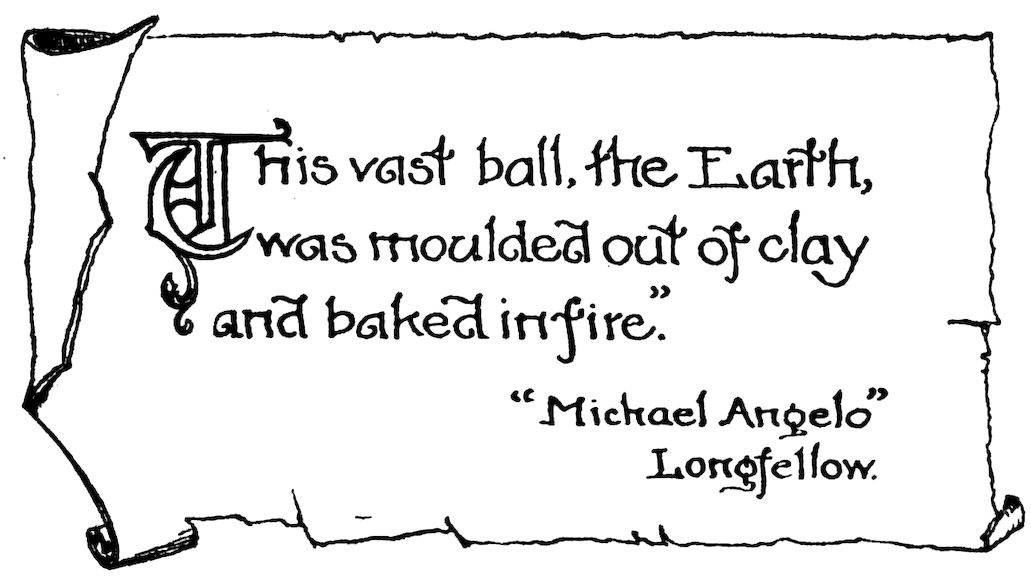 This vast ball, the Earth,
was moulded out of clay
and baked in fire."
"Michael Angelo"
Longfellow.